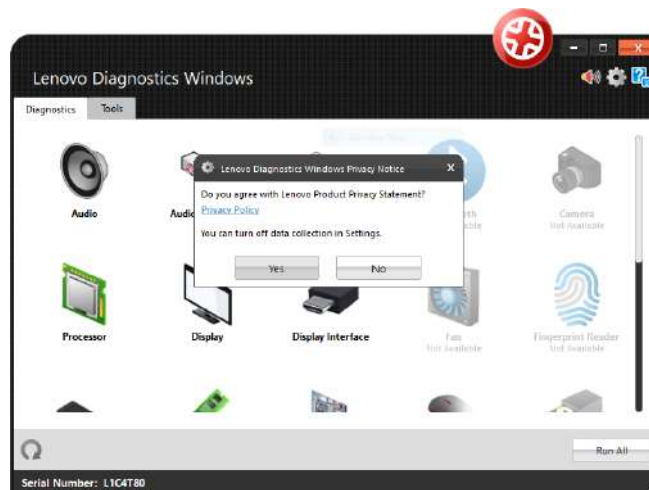 Lenovo Diagnostics Windows
Diagnostics Tools
Lenovo Diagnostics Windows Privacy Notice X
Do you agree with Lenovo Product Privacy Statement?
Privacy Policy
You can turn off data collection in Settings.
Yes No
Audio
Camera
Not Available
Processor
Display
Display Interface
Fan
Not Available
Fingerprint Reader
Not Available
Run All
Serial Number: L1C4T80